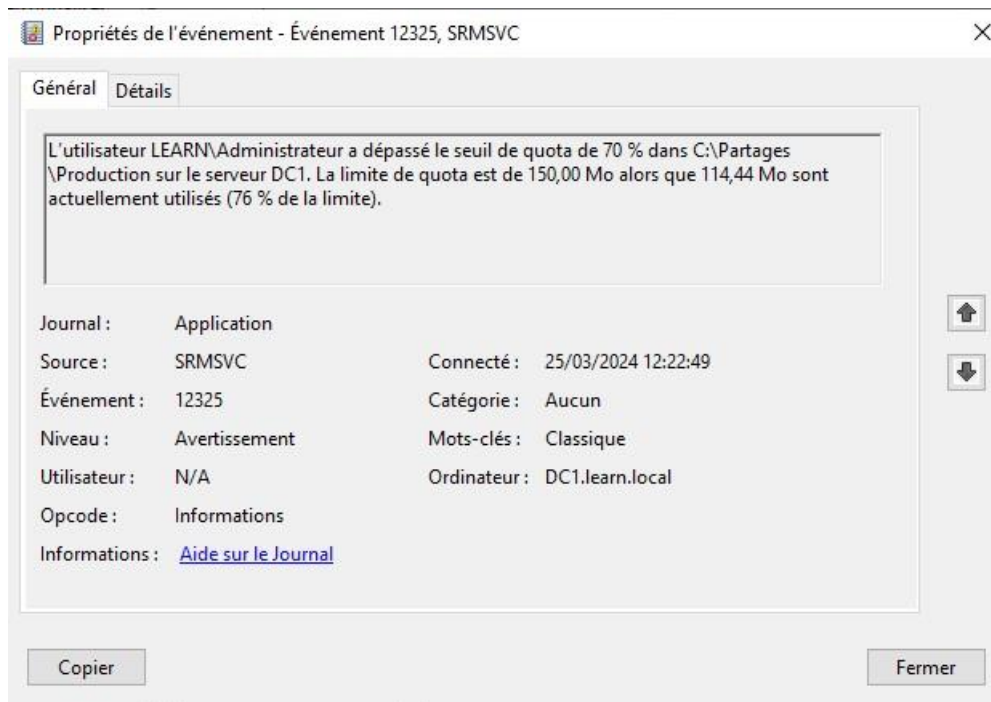 Propriétés de l'événement - Événement 12325, SRMSVC
Général Détails
L'utilisateur LEARN\Administrateur a dépassé le seuil de quota de 70 % dans C:\Partages
\Production sur le serveur DC1. La limite de quota est de 150,00 Mo alors que 114,44 Mo sont
actuellement utilisés (76 % de la limite).
Journal : Application
Source : SRMSVC Connecté : 25/03/2024 12:22:49
Événement : 12325 Catégorie : Aucun
Niveau : Avertissement Mots-clés : Classique
Utilisateur : N/A Ordinateur : DC1.learn.local
Opcode : Informations
Informations : Aide sur le Journal
Copier Fermer